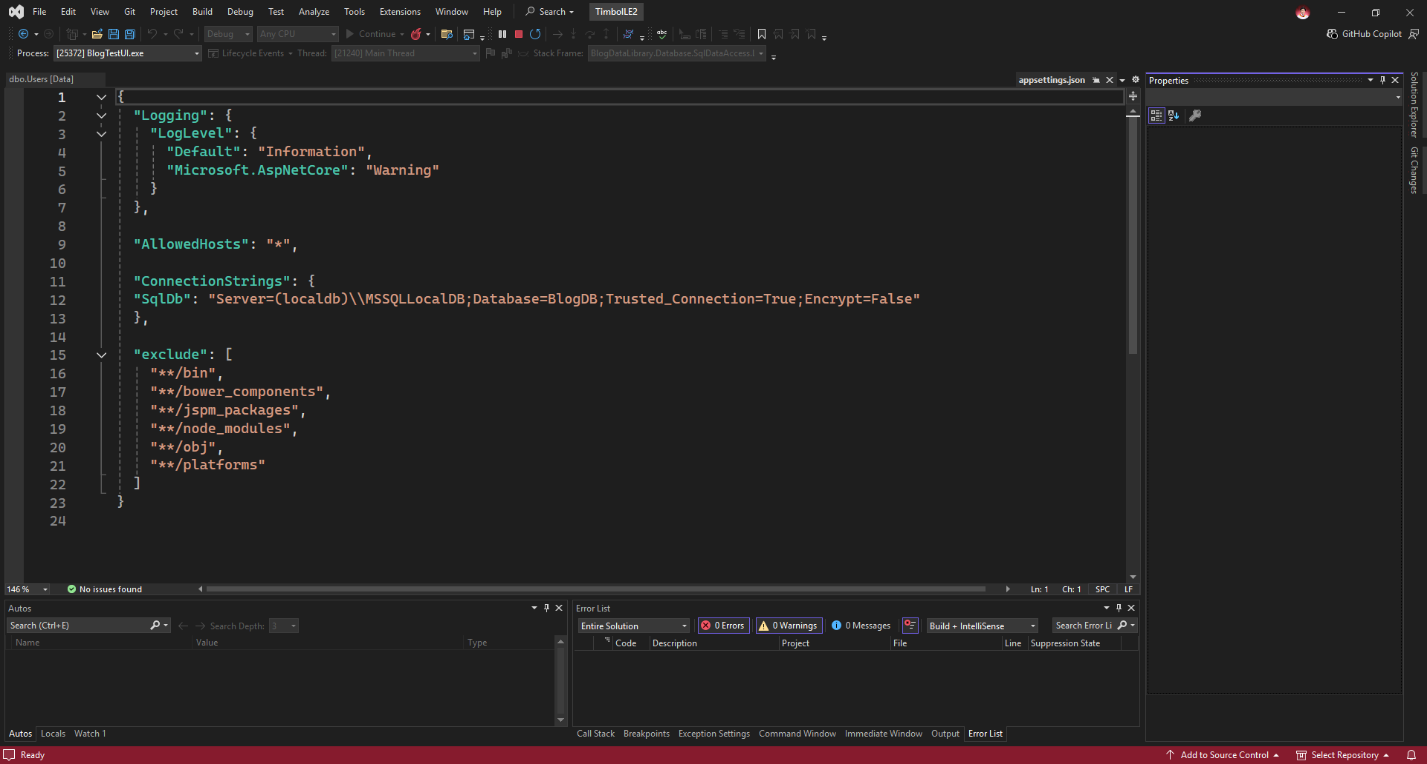 File Edit View Git Project Build Debug Test Analyze Tools Extensions Window Help Search TimbolLE2
Debug Any CPU Continue
GitHub Copilot
Process: [25372] BlogTestUI.exe Lifecycle Events Thread: [21240] Main Thread Stack Frame: BlogDataLibrary.Database.SqlDataAccess.I
dbo.Users [Data] appsettings.json
1 {
2 "Logging": {
3 "LogLevel": {
4 "Default": "Information",
5 "Microsoft.AspNetCore": "Warning"
6 }
7 },
8
9 "AllowedHosts": "*",
10
11 "ConnectionStrings": {
12 "SqlDb": "Server=(localdb)\\MSSQLLocalDB;Database=BlogDB;Trusted_Connection=True;Encrypt=False"
13 },
14
15 "exclude": [
16 "**/bin",
17 "**/bower_components",
18 "**/jspm_packages",
19 "**/node_modules",
20 "**/obj",
21 "**/platforms"
22 ]
23 }
24
146 % No issues found Ln: 1 Ch: 1 SPC LF
Properties
Solution Explorer
Git Changes
Autos
Search (Ctrl+E) Search Depth: 3
Name Value Type
Autos Locals Watch 1
Error List
Entire Solution 0 Errors 0 Warnings 0 Messages Build + IntelliSense Search Error Li
Code Description Project File Line Suppression State
Call Stack Breakpoints Exception Settings Command Window Immediate Window Output Error List
Ready Add to Source Control Select Repository